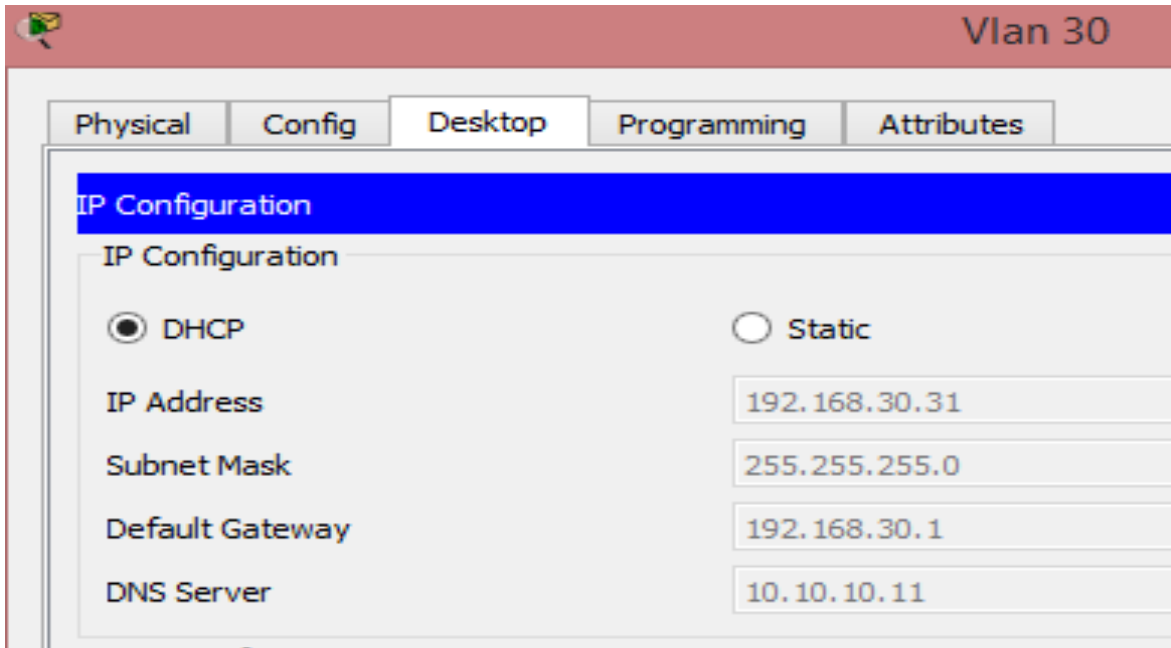 Vlan 30
Physical Config Desktop Programming Attributes
IP Configuration
IP Configuration
DHCP Static
IP Address 192.168.30.31
Subnet Mask 255.255.255.0
Default Gateway 192.168.30.1
DNS Server 10.10.10.11